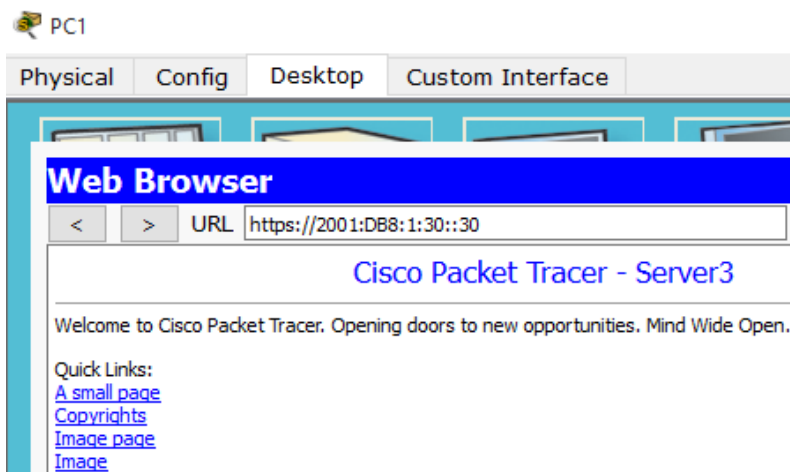 PC1
Physical Config Desktop Custom Interface
Web Browser
< > URL https://2001:DB8:1:30::30
Cisco Packet Tracer - Server3
Welcome to Cisco Packet Tracer. Opening doors to new opportunities. Mind Wide Open.
Quick Links:
A small page
Copyrights
Image page
Image